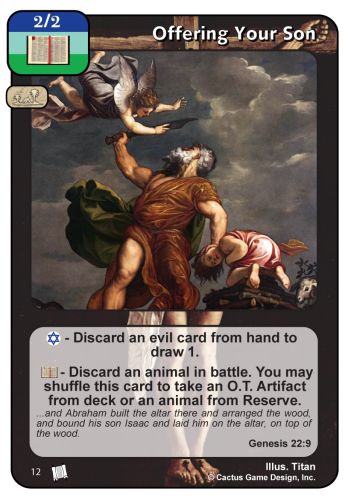 2/2
Offering Your Son
- Discard an evil card from hand to
draw 1.
- Discard an animal in battle. You may
shuffle this card to take an O.T. Artifact
from deck or an animal from Reserve.
...and Abraham built the altar there and arranged the wood,
and bound his son Isaac and laid him on the altar, on top of
the wood.
Genesis 22:9
12
Illus. Titan
© Cactus Game Design, Inc.